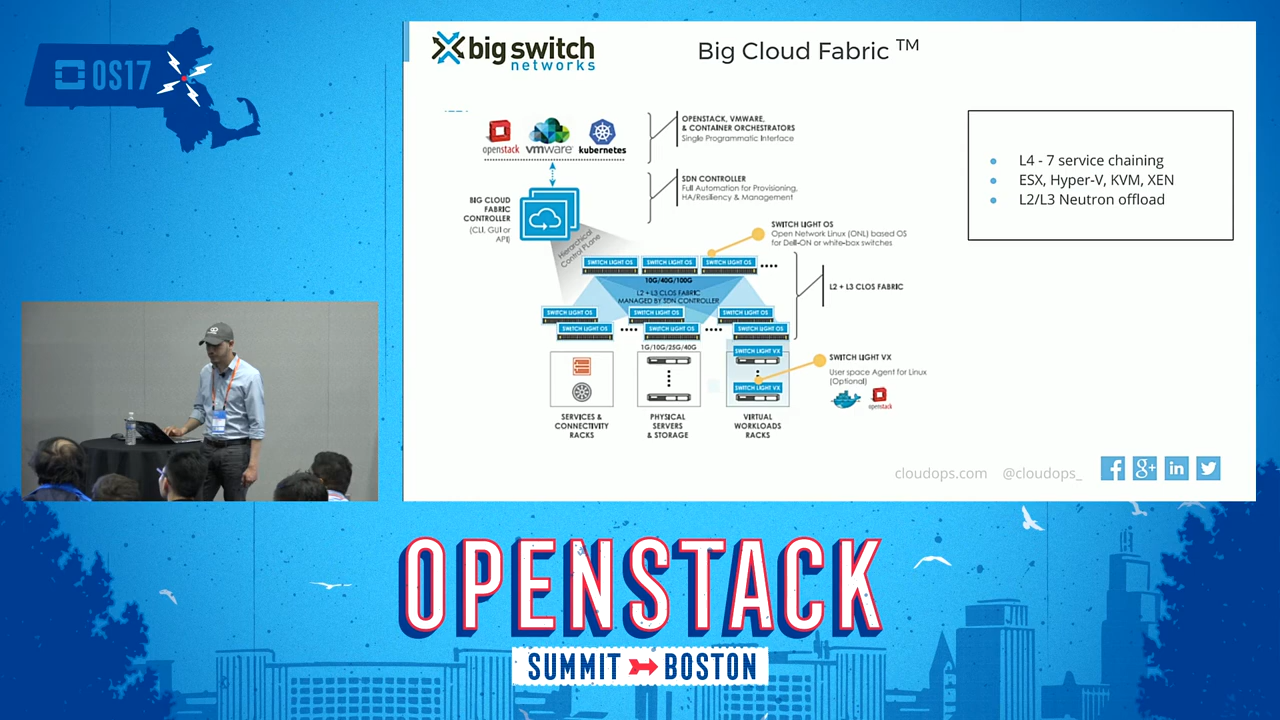 OS17
big switch
networks
Big Cloud Fabric ™
openstack
vmware
kubernetes
OPENSTACK, VMWARE,
& CONTAINER ORCHESTRATORS
Single Programmatic Interface
SDN CONTROLLER
Full Automation for Provisioning,
HA/Resiliency & Management
BIG CLOUD
FABRIC
CONTROLLER
(CLI, GUI or
API)
Hierarchical
Control PLane
SWITCH LIGHT OS
Open Network Linux (ONL) based OS
for Dell-ON or white-box switches
SWITCH LIGHT OS
SWITCH LIGHT OS
SWITCH LIGHT OS
10G/40G/100G
L2 + L3 CLOS FABRIC
MANAGED BY SDN CONTROLLER
L2 + L3 CLOS FABRIC
SWITCH LIGHT OS
SWITCH LIGHT OS
SWITCH LIGHT OS
SWITCH LIGHT OS
SWITCH LIGHT OS
SWITCH LIGHT OS
1G/10G/25G/40G
SWITCH LIGHT VX
SWITCH LIGHT VX
SWITCH LIGHT VX
User space Agent for Linux
(Optional)
docker
openstack
SERVICES &
CONNECTIVITY
RACKS
PHYSICAL
SERVERS
& STORAGE
VIRTUAL
WORKLOADS
RACKS
• L4 - 7 service chaining
• ESX, Hyper-V, KVM, XEN
• L2/L3 Neutron offload
cloudops.com @cloudops_
OPENSTACK
SUMMIT BOSTON